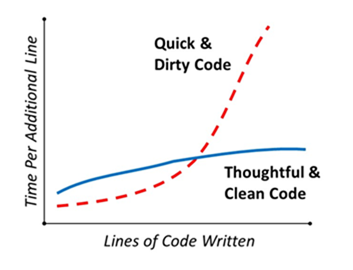 Quick &
Dirty Code
Time Per Additional Line
Thoughtful &
Clean Code
Lines of Code Written